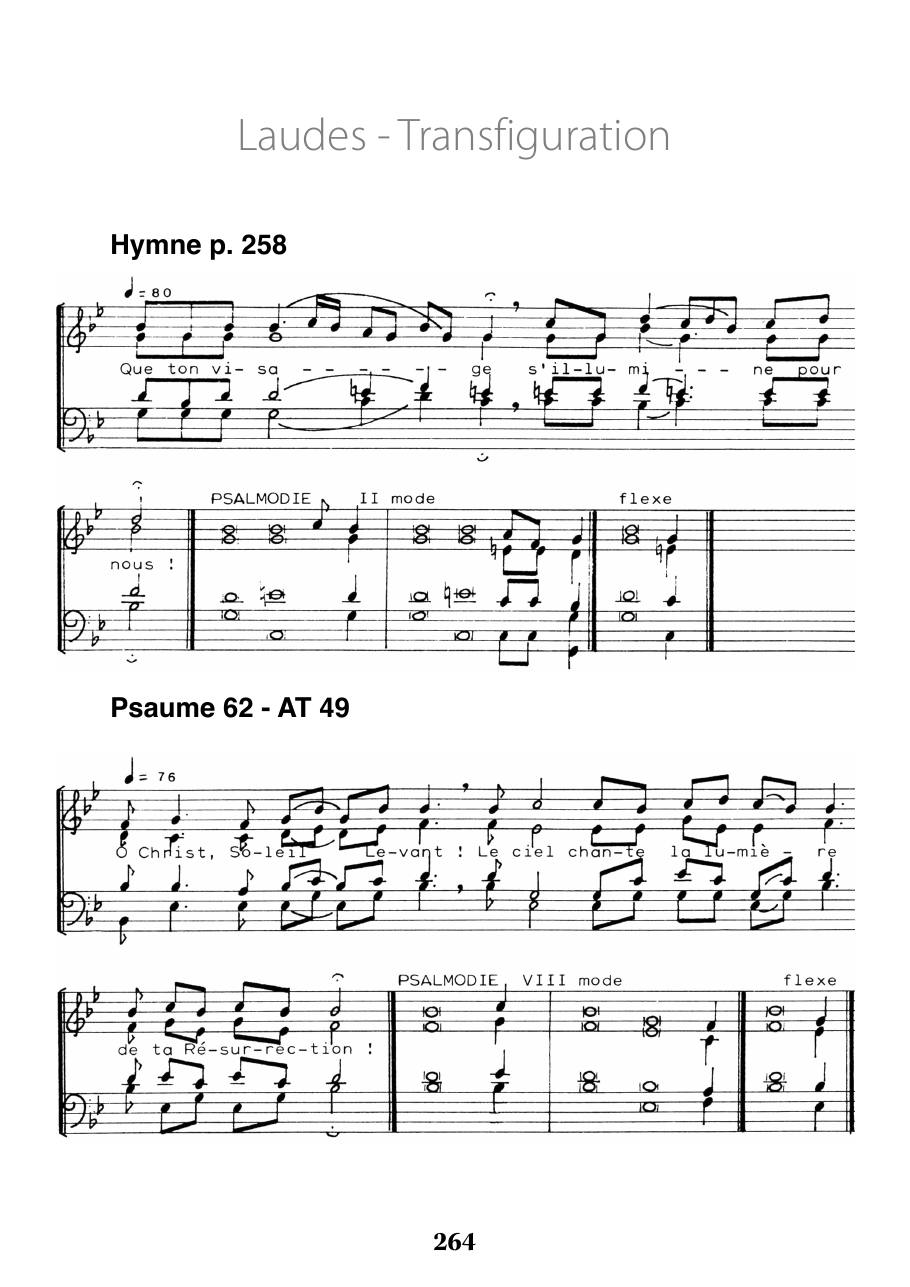 Laudes - Transfiguration
Hymne p. 258
= 80
Que ton vi- sa - - - - - - ge s'il-lu- mi - - - ne pour
PSALMODIE II mode flexe
nous !
Psaume 62 - AT 49
= 76
O Christ, So-leil Le-vant ! Le ciel chan-te la lu-miè - re
PSALMODIE VIII mode flexe
de ta Ré-sur-rec-tion !
264